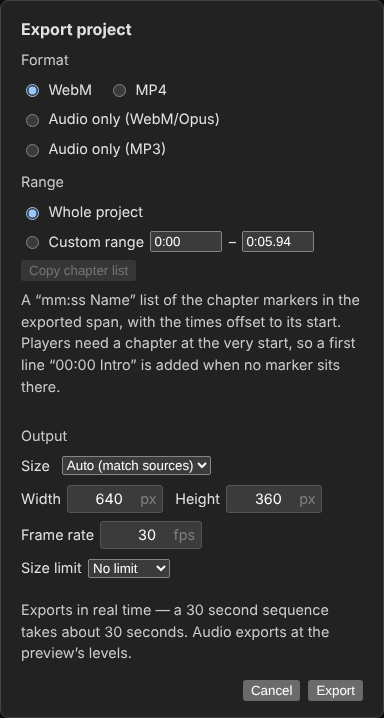 Export project
Format
WebM MP4
Audio only (WebM/Opus)
Audio only (MP3)
Range
Whole project
Custom range 0:00 – 0:05.94
Copy chapter list
A “mm:ss Name” list of the chapter markers in the
exported span, with the times offset to its start.
Players need a chapter at the very start, so a first
line “00:00 Intro” is added when no marker sits
there.
Output
Size Auto (match sources)
Width 640 px Height 360 px
Frame rate 30 fps
Size limit No limit
Exports in real time — a 30 second sequence
takes about 30 seconds. Audio exports at the
preview’s levels.
Cancel Export